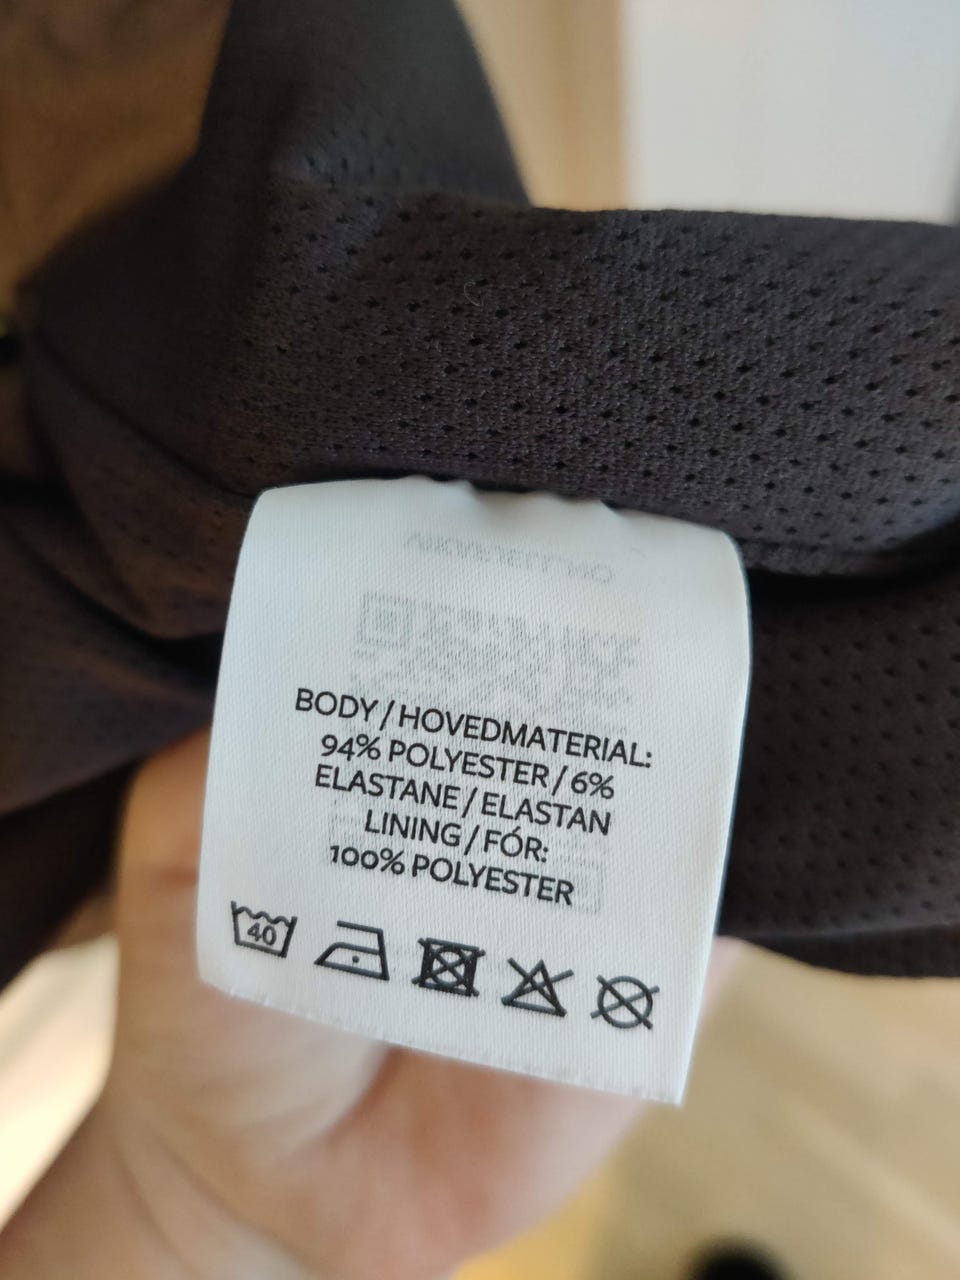 BODY / HOVEDMATERIAL:
94% POLYESTER / 6%
ELASTANE / ELASTAN
LINING / FÓR:
100% POLYESTER
40